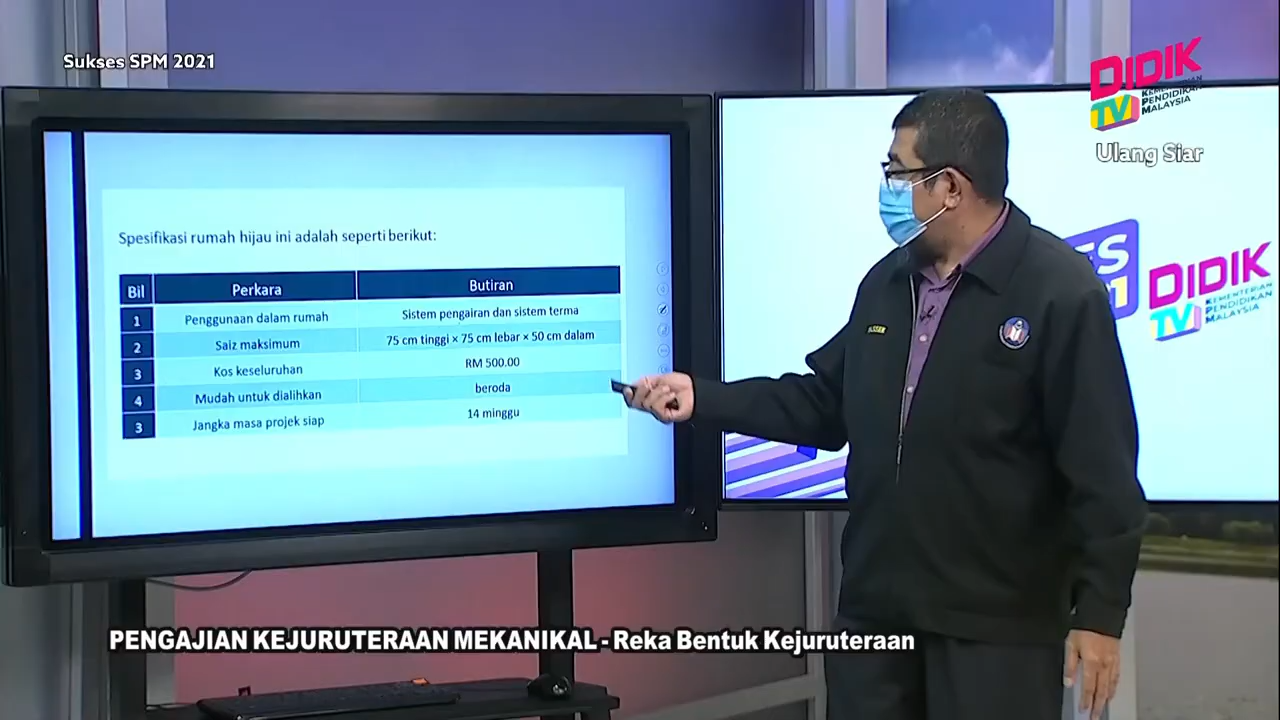 Sukses SPM 2021
DIDIK
TV
KEMENTERIAN
PENDIDIKAN
MALAYSIA
Ulang Siar
Spesifikasi rumah hijau ini adalah seperti berikut:
Bil Perkara Butiran
1 Penggunaan dalam rumah Sistem pengairan dan sistem terma
2 Saiz maksimum 75 cm tinggi × 75 cm lebar × 50 cm dalam
3 Kos keseluruhan RM 500.00
4 Mudah untuk dialihkan beroda
3 Jangka masa projek siap 14 minggu
DIDIK
TV
KEMENTERIAN
PENDIDIKAN
MALAYSIA
PENGAJIAN KEJURUTERAAN MEKANIKAL - Reka Bentuk Kejuruteraan